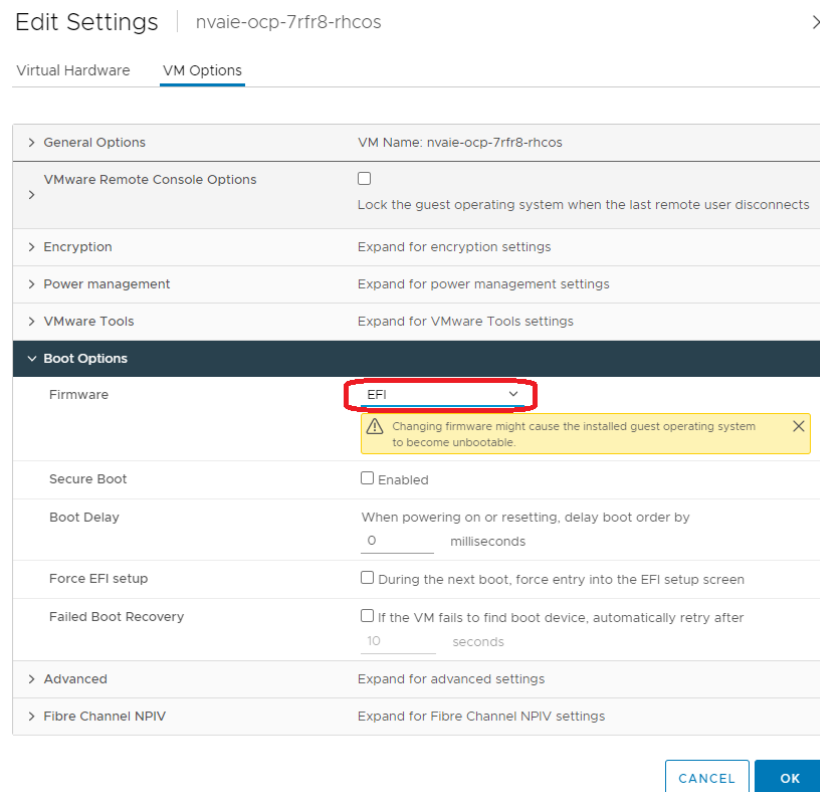 Edit Settings | nvaie-ocp-7rfr8-rhcos
Virtual Hardware VM Options
General Options VM Name: nvaie-ocp-7rfr8-rhcos
VMware Remote Console Options
Lock the guest operating system when the last remote user disconnects
Encryption Expand for encryption settings
Power management Expand for power management settings
VMware Tools Expand for VMware Tools settings
Boot Options
Firmware EFI
Changing firmware might cause the installed guest operating system
to become unbootable.
Secure Boot Enabled
Boot Delay When powering on or resetting, delay boot order by
0 milliseconds
Force EFI setup During the next boot, force entry into the EFI setup screen
Failed Boot Recovery If the VM fails to find boot device, automatically retry after
10 seconds
Advanced Expand for advanced settings
Fibre Channel NPIV Expand for Fibre Channel NPIV settings
CANCEL OK